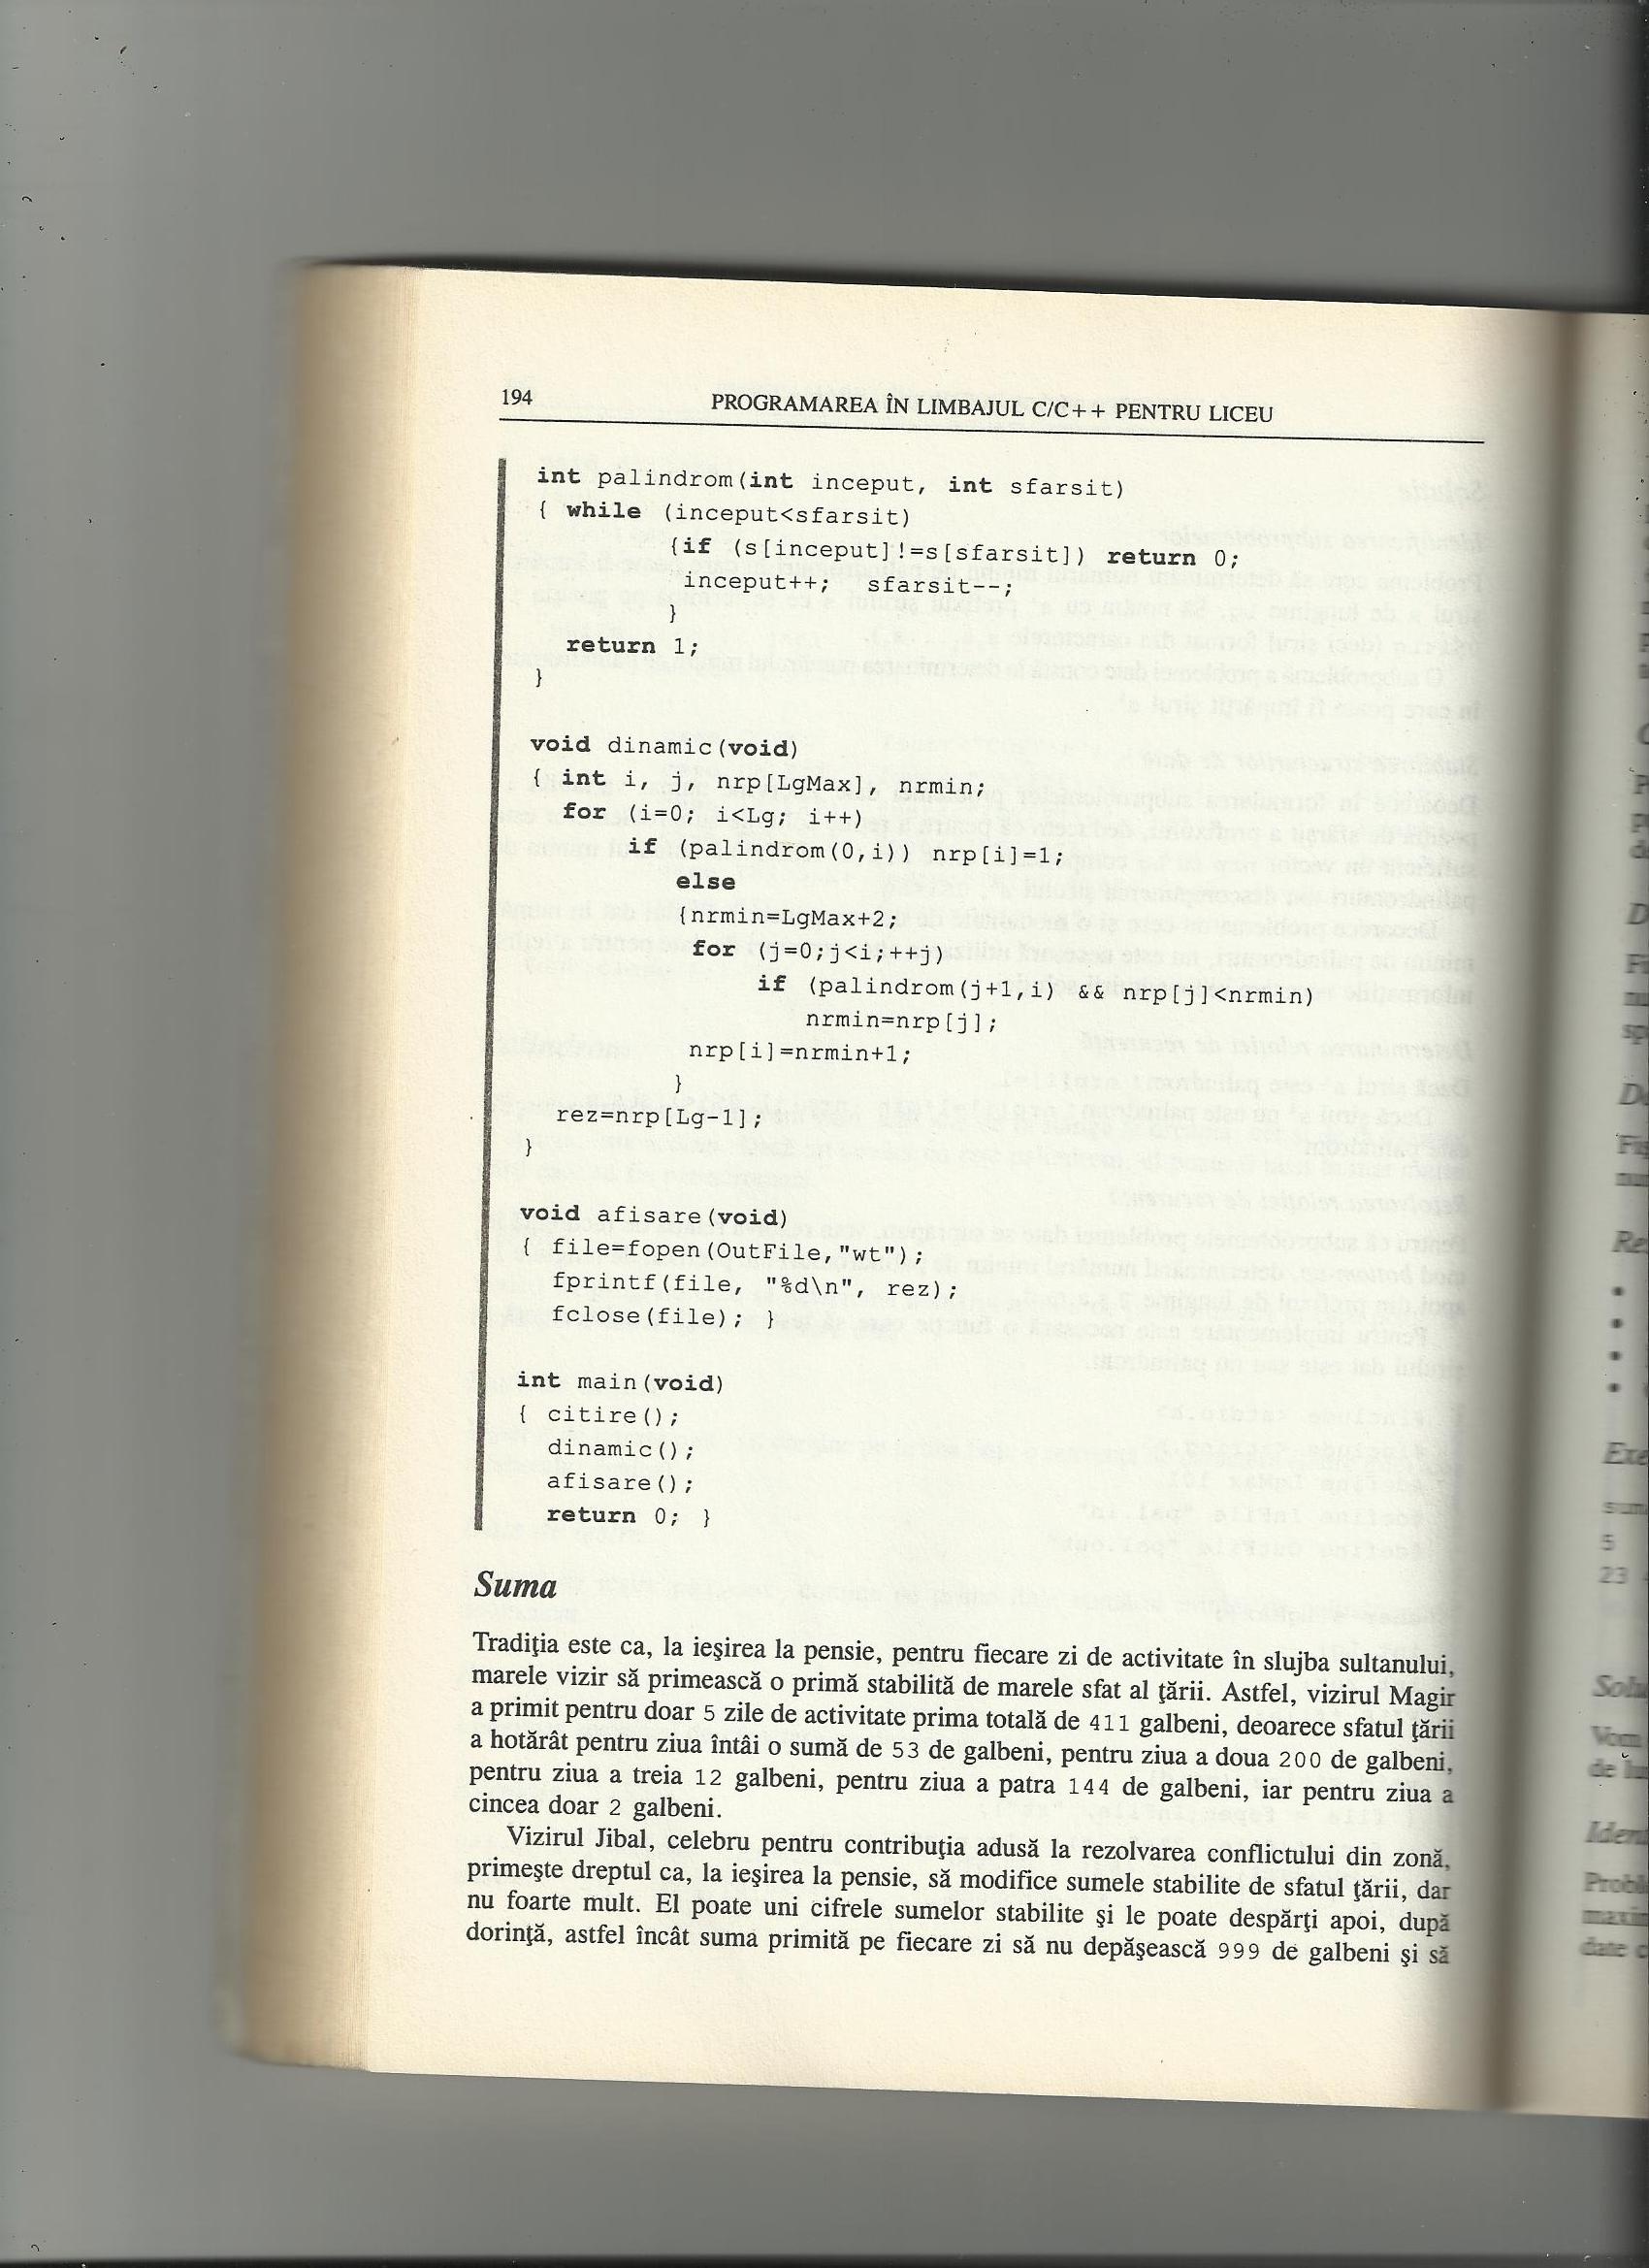 194 PROGRAMAREA ÎN LIMBAJUL C/C++ PENTRU LICEU
int palindrom(int inceput, int sfarsit)
{ while (inceput<sfarsit)
{if (s[inceput]!=s[sfarsit]) return 0;
inceput++; sfarsit--;
}
return 1;
}
void dinamic(void)
{ int i, j, nrp[LgMax], nrmin;
for (i=0; i<Lg; i++)
if (palindrom(0,i)) nrp[i]=1;
else
{nrmin=LgMax+2;
for (j=0;j<i;++j)
if (palindrom(j+1,i) && nrp[j]<nrmin)
nrmin=nrp[j];
nrp[i]=nrmin+1;
}
rez=nrp[Lg-1];
}
void afisare(void)
{ file=fopen(OutFile,"wt");
fprintf(file, "%d\n", rez);
fclose(file); }
int main(void)
{ citire();
dinamic();
afisare();
return 0; }
Suma
Tradiţia este ca, la ieşirea la pensie, pentru fiecare zi de activitate în slujba sultanului,
marele vizir să primească o primă stabilită de marele sfat al ţării. Astfel, vizirul Magir
a primit pentru doar 5 zile de activitate prima totală de 411 galbeni, deoarece sfatul ţării
a hotărât pentru ziua întâi o sumă de 53 de galbeni, pentru ziua a doua 200 de galbeni,
pentru ziua a treia 12 galbeni, pentru ziua a patra 144 de galbeni, iar pentru ziua a
cincea doar 2 galbeni.
Vizirul Jibal, celebru pentru contribuţia adusă la rezolvarea conflictului din zonă,
primeşte dreptul ca, la ieşirea la pensie, să modifice sumele stabilite de sfatul ţării, dar
nu foarte mult. El poate uni cifrele sumelor stabilite şi le poate despărţi apoi, după
dorinţă, astfel încât suma primită pe fiecare zi să nu depăşească 999 de galbeni şi să
5
23